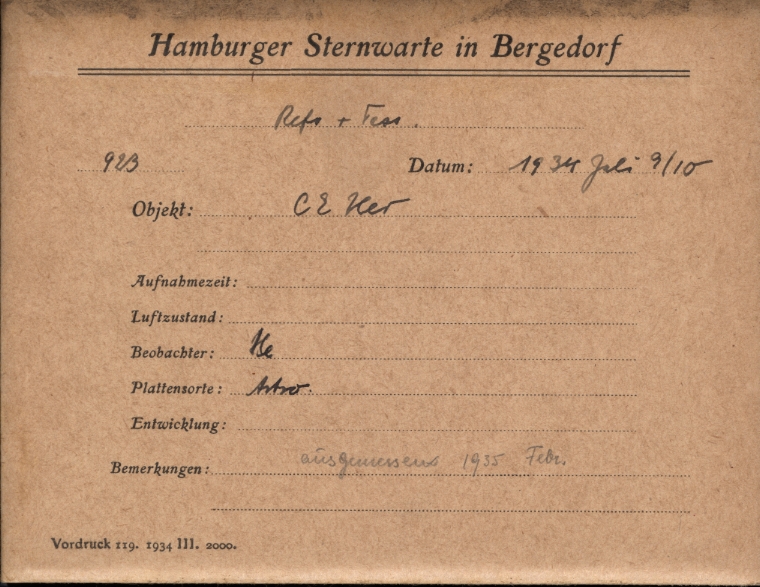 Hamburger Sternwarte in Bergedorf
Refr + Tess.
923 Datum: 1934 Juli 9/10
Objekt: CE Her
Aufnahmezeit:
Luftzustand:
Beobachter: He
Plattensorte: Astro.
Entwicklung:
Bemerkungen: ausgemessen 1935 Febr.
Vordruck 119. 1934 III. 2000.